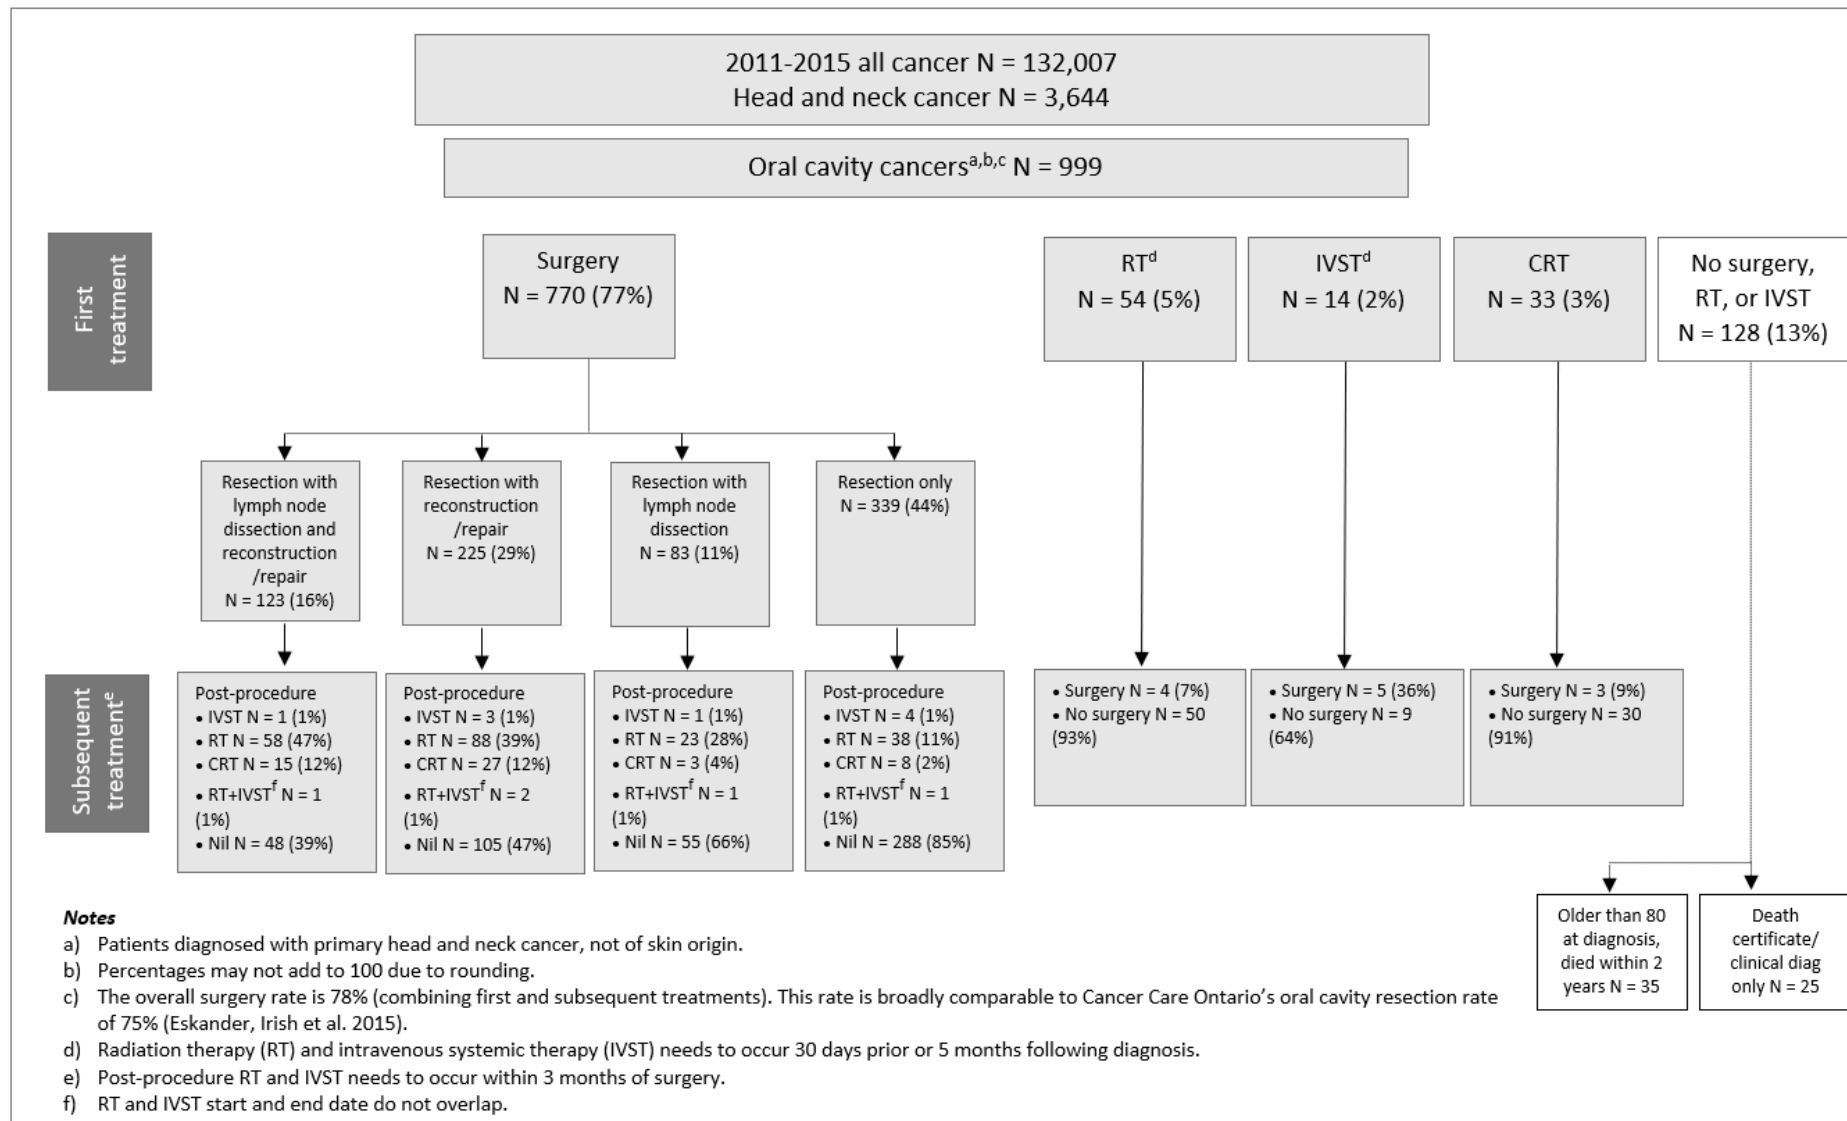 2011-2015 all cancer N = 132,007
Head and neck cancer N = 3,644
Oral cavity cancersa,b,c N = 999
First
treatment
Surgery
N = 770 (77%)
RTd
N = 54 (5%)
IVSTd
N = 14 (2%)
CRT
N = 33 (3%)
No surgery,
RT, or IVST
N = 128 (13%)
Resection with
lymph node
dissection and
reconstruction
/repair
N = 123 (16%)
Resection with
reconstruction
/repair
N = 225 (29%)
Resection with
lymph node
dissection
N = 83 (11%)
Resection only
N = 339 (44%)
Subsequent
treatmente
Post-procedure
• IVST N = 1 (1%)
• RT N = 58 (47%)
• CRT N = 15 (12%)
• RT+IVSTf N = 1
(1%)
• Nil N = 48 (39%)
Post-procedure
• IVST N = 3 (1%)
• RT N = 88 (39%)
• CRT N = 27 (12%)
• RT+IVSTf N = 2
(1%)
• Nil N = 105 (47%)
Post-procedure
• IVST N = 1 (1%)
• RT N = 23 (28%)
• CRT N = 3 (4%)
• RT+IVSTf N = 1
(1%)
• Nil N = 55 (66%)
Post-procedure
• IVST N = 4 (1%)
• RT N = 38 (11%)
• CRT N = 8 (2%)
• RT+IVSTf N = 1
(1%)
• Nil N = 288 (85%)
• Surgery N = 4 (7%)
• No surgery N = 50
(93%)
• Surgery N = 5 (36%)
• No surgery N = 9
(64%)
• Surgery N = 3 (9%)
• No surgery N = 30
(91%)
Older than 80
at diagnosis,
died within 2
years N = 35
Death
certificate/
clinical diag
only N = 25
Notes
a) Patients diagnosed with primary head and neck cancer, not of skin origin.
b) Percentages may not add to 100 due to rounding.
c) The overall surgery rate is 78% (combining first and subsequent treatments). This rate is broadly comparable to Cancer Care Ontario's oral cavity resection rate
of 75% (Eskander, Irish et al. 2015).
d) Radiation therapy (RT) and intravenous systemic therapy (IVST) needs to occur 30 days prior or 5 months following diagnosis.
e) Post-procedure RT and IVST needs to occur within 3 months of surgery.
f) RT and IVST start and end date do not overlap.